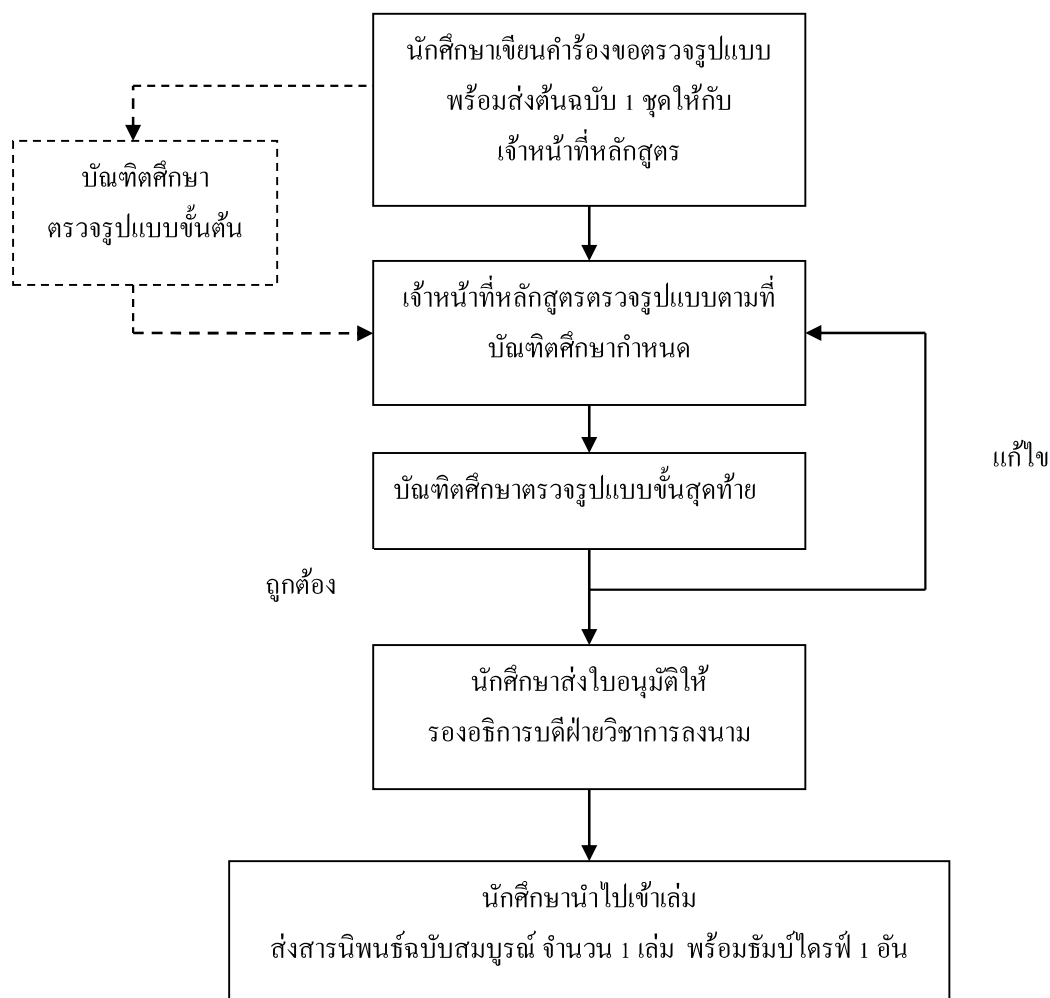 นักศึกษาเขียนคำร้องขอตรวจรูปแบบ
พร้อมส่งต้นฉบับ 1 ชุดให้กับ
เจ้าหน้าที่หลักสูตร
บัณฑิตศึกษา
ตรวจรูปแบบขั้นต้น
เจ้าหน้าที่หลักสูตรตรวจรูปแบบตามที่
บัณฑิตศึกษากำหนด
แก้ไข
บัณฑิตศึกษาตรวจรูปแบบขั้นสุดท้าย
ถูกต้อง
นักศึกษาส่งใบอนุมัติให้
รองอธิการบดีฝ่ายวิชาการลงนาม
นักศึกษานำไปเข้าเล่ม
ส่งสารนิพนธ์ฉบับสมบูรณ์ จำนวน 1 เล่ม พร้อมธัมบ์ไดรฟ์ 1 อัน